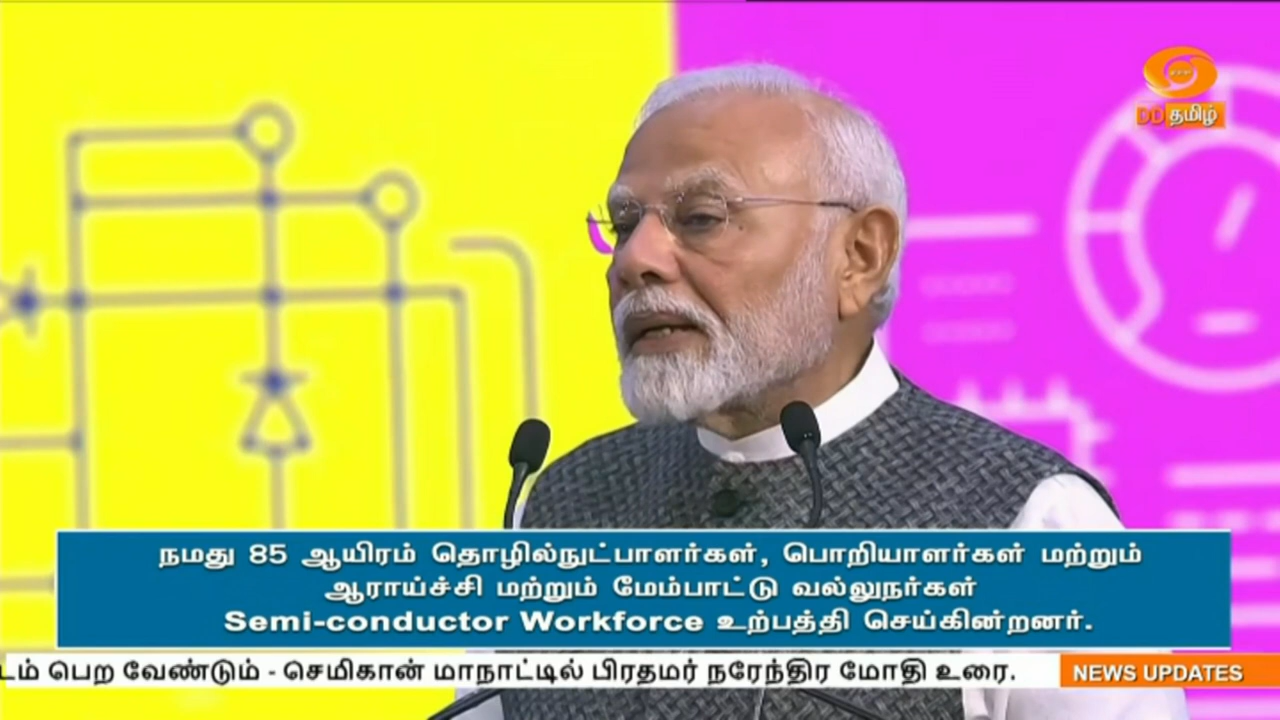 DD தமிழ்
நமது 85 ஆயிரம் தொழில்நுட்பாளர்கள், பொறியாளர்கள் மற்றும்
ஆராய்ச்சி மற்றும் மேம்பாட்டு வல்லுநர்கள்
Semi-conductor Workforce உற்பத்தி செய்கின்றனர்.
டம் பெற வேண்டும் - செமிகான் மாநாட்டில் பிரதமர் நரேந்திர மோதி உரை.
NEWS UPDATES